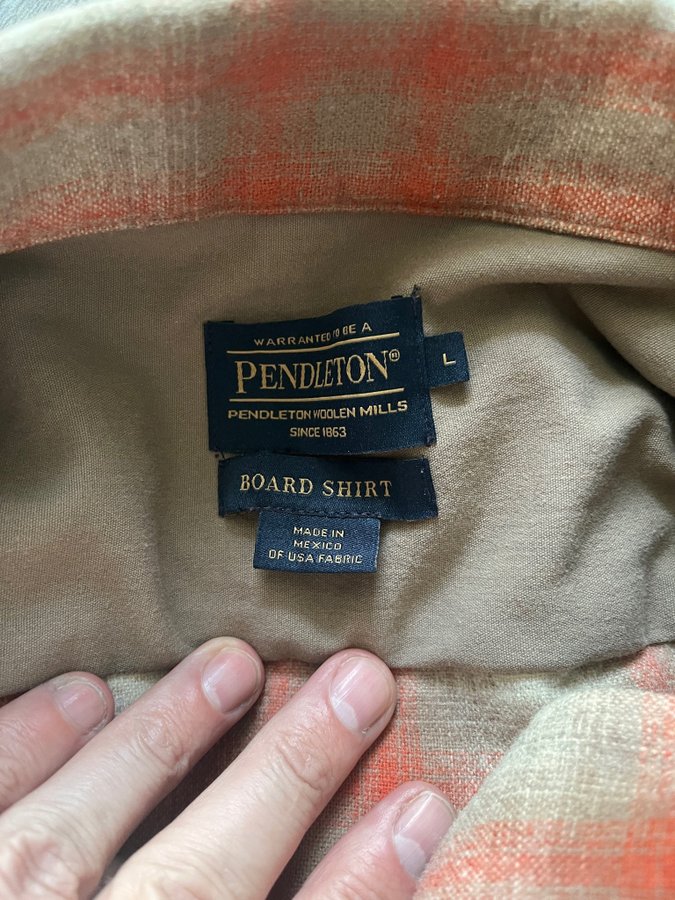 WARRANTED TO BE A
PENDLETON®
PENDLETON WOOLEN MILLS
SINCE 1863
L
BOARD SHIRT
MADE IN
MEXICO
OF USA FABRIC